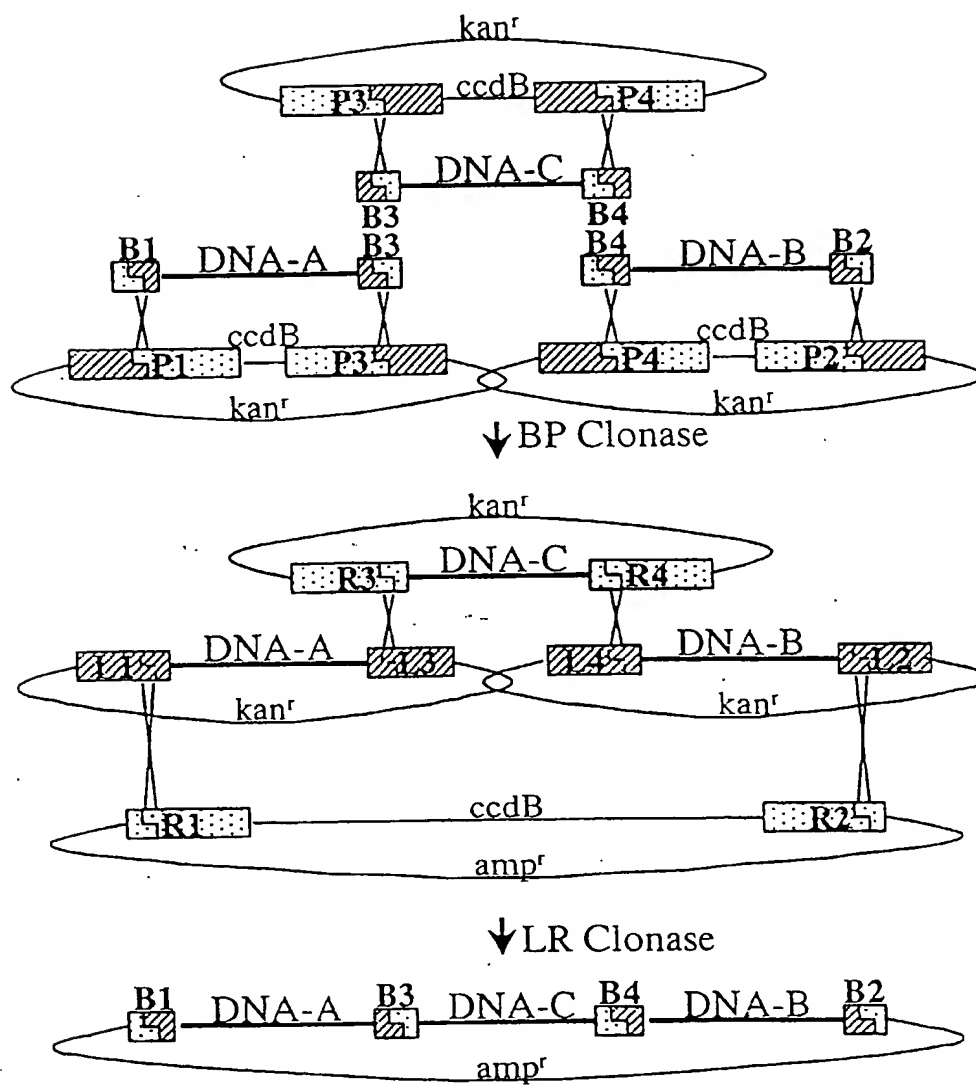 kanʳ
ccdB
P3 P4
DNA-C
B3 B4
B3 B4
B1 DNA-A DNA-B B2
ccdB ccdB
P1 P3 P4 P2
kanʳ kanʳ
BP Clonase
kanʳ
DNA-C
R3 R4
DNA-A DNA-B
L1 L3 L4 L2
kanʳ kanʳ
ccdB
R1 R2
ampʳ
LR Clonase
B1 DNA-A B3 DNA-C B4 DNA-B B2
ampʳ